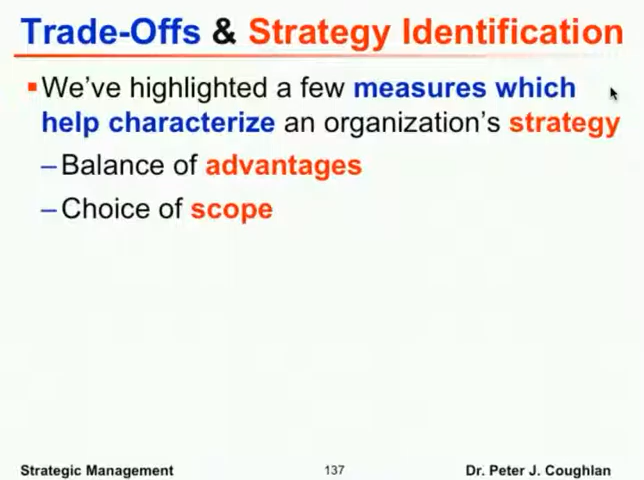 Trade-Offs & Strategy Identification
▪We've highlighted a few measures which
help characterize an organization's strategy
–Balance of advantages
–Choice of scope
Strategic Management
137
Dr. Peter J. Coughlan